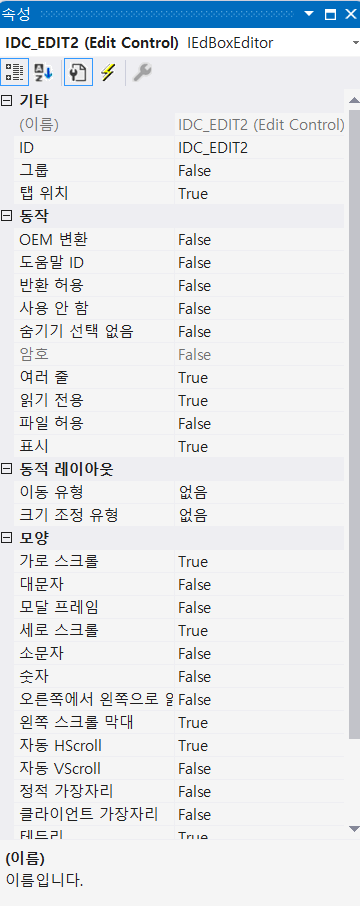 속성
IDC_EDIT2 (Edit Control) IEdBoxEditor
기타
(이름) IDC_EDIT2 (Edit Control)
ID IDC_EDIT2
그룹 False
탭 위치 True
동작
OEM 변환 False
도움말 ID False
반환 허용 False
사용 안 함 False
숨기기 선택 없음 False
암호 False
여러 줄 True
읽기 전용 True
파일 허용 False
표시 True
동적 레이아웃
이동 유형 없음
크기 조정 유형 없음
모양
가로 스크롤 True
대문자 False
모달 프레임 False
세로 스크롤 True
소문자 False
숫자 False
오른쪽에서 왼쪽으로 False
왼쪽 스크롤 막대 True
자동 HScroll True
자동 VScroll False
정적 가장자리 False
클라이언트 가장자리 False
테두리 True
(이름)
이름입니다.